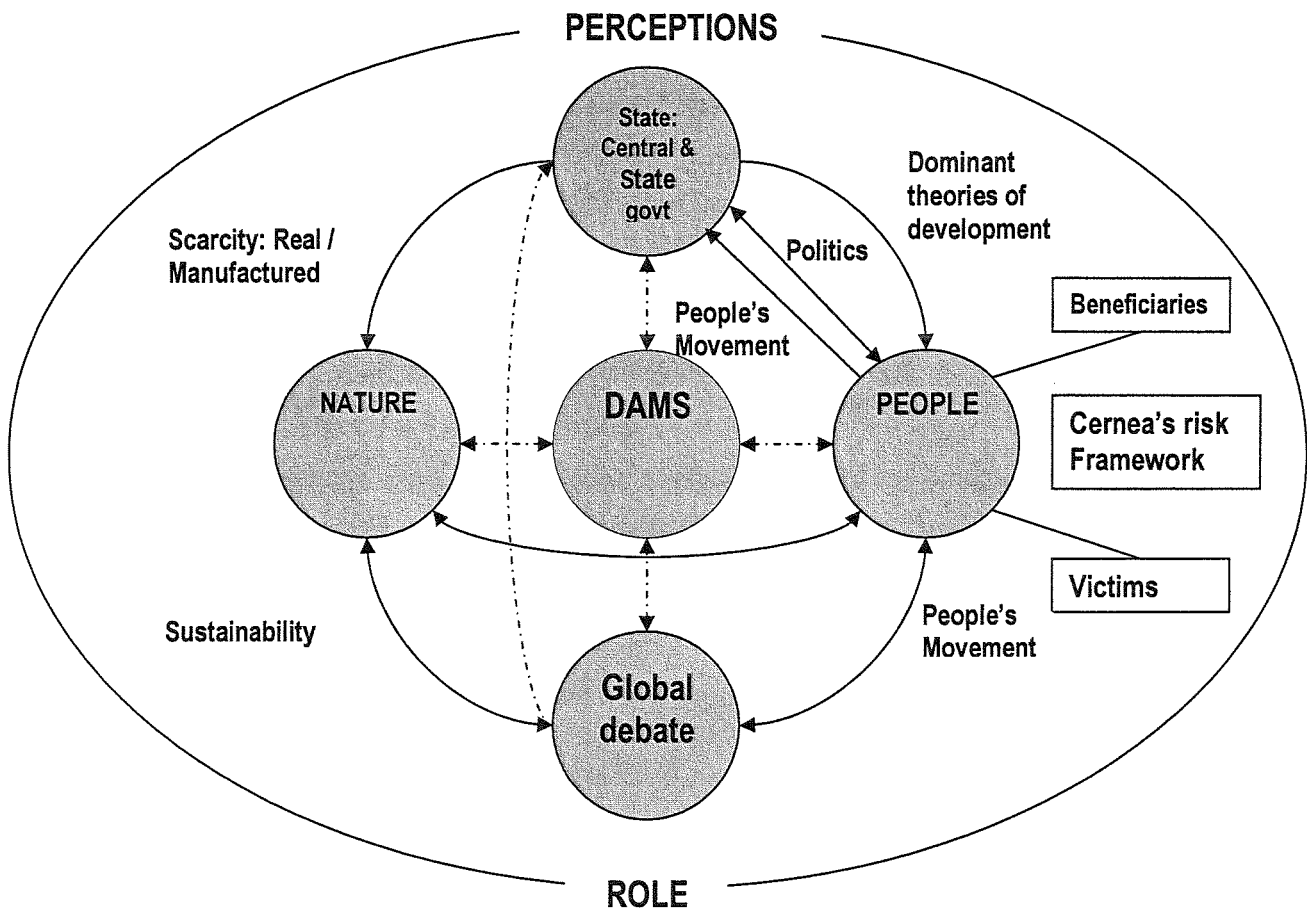 PERCEPTIONS
State:
Central &
State
govt
Dominant
theories of
development
Scarcity: Real /
Manufactured
Politics
People's
Movement
Beneficiaries
NATURE
DAMS
PEOPLE
Cernea's risk
Framework
Victims
Sustainability
People's
Movement
Global
debate
ROLE